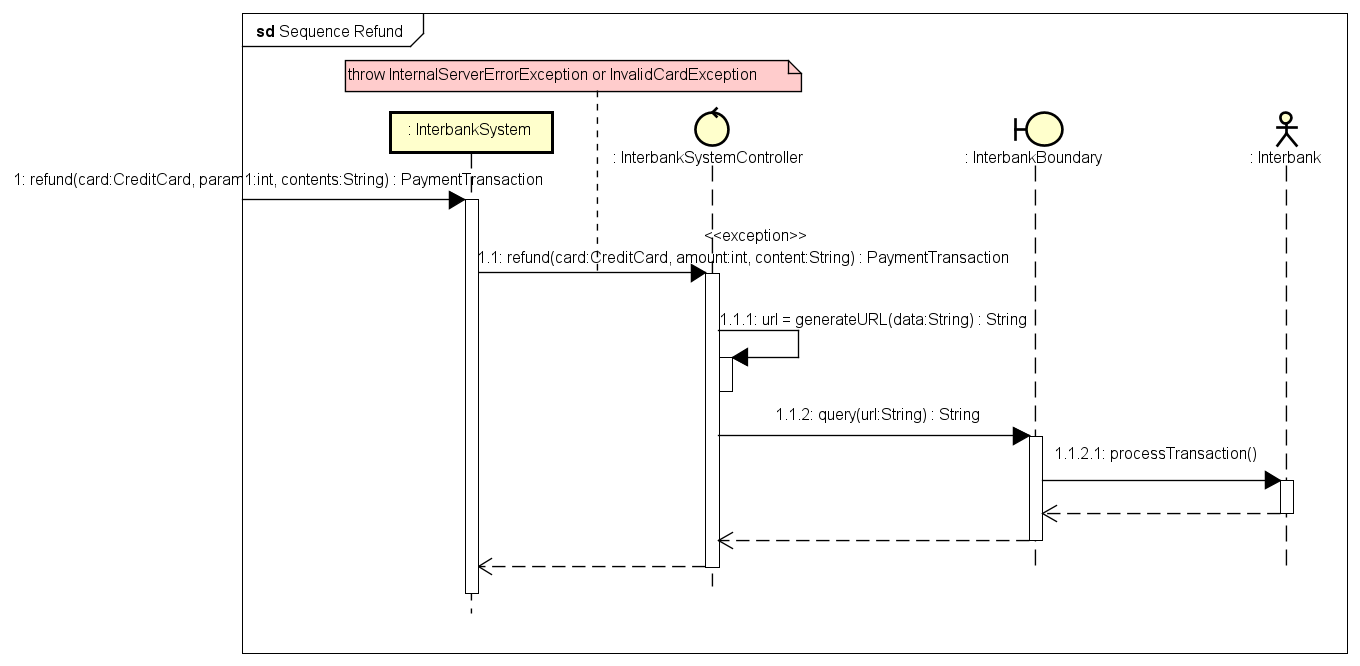 sd Sequence Refund
throw InternalServerErrorException or InvalidCardException
: InterbankSystem
: InterbankSystemController
: InterbankBoundary
: Interbank
1: refund(card:CreditCard, param1:int, contents:String) : PaymentTransaction
<<exception>>
1.1: refund(card:CreditCard, amount:int, content:String) : PaymentTransaction
1.1.1: url = generateURL(data:String) : String
1.1.2: query(url:String) : String
1.1.2.1: processTransaction()